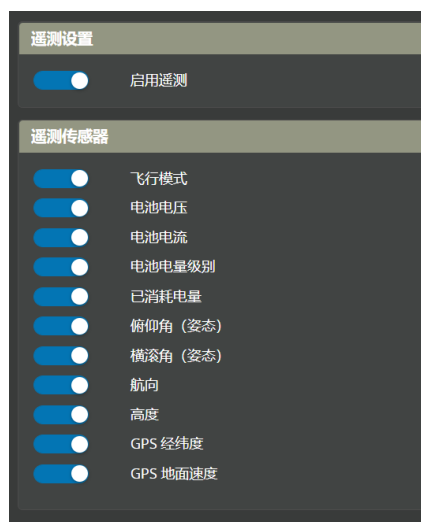 遥测设置
启用遥测
遥测传感器
飞行模式
电池电压
电池电流
电池电量级别
已消耗电量
俯仰角（姿态）
横滚角（姿态）
航向
高度
GPS 经纬度
GPS 地面速度